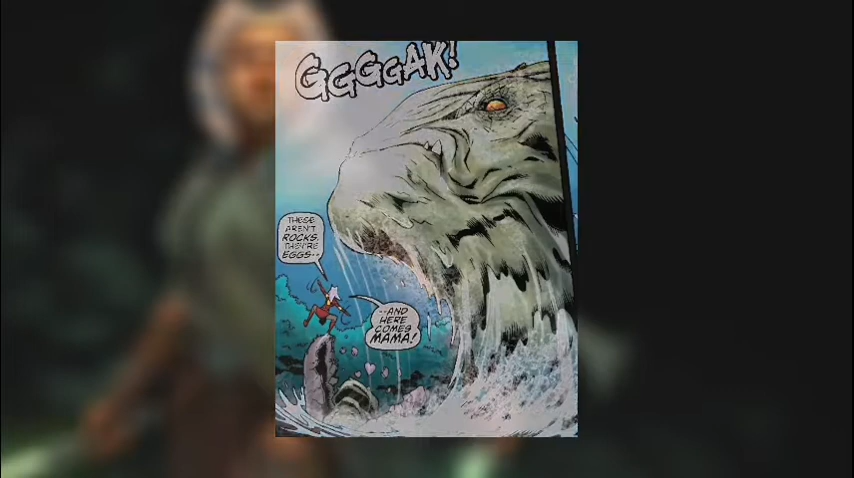 GGGGAK!
THESE
AREN'T
ROCKS,
THEY'RE
EGGS--
--AND
HERE
COMES
MAMA!